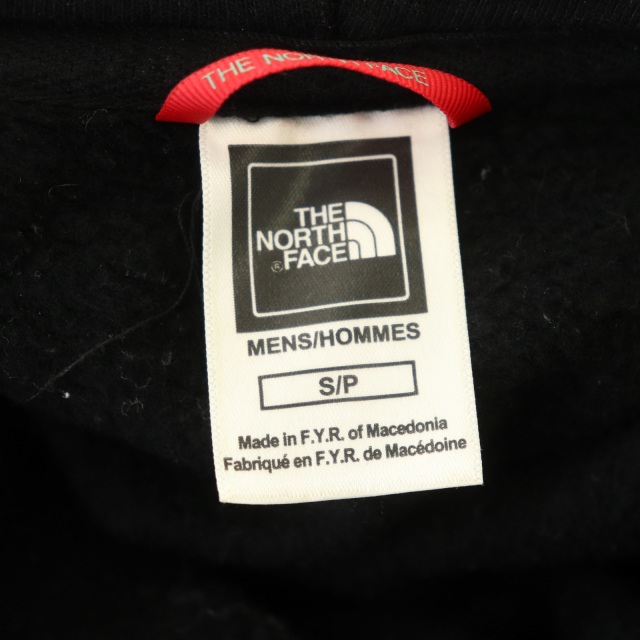 THE NORTH FACE
THE
NORTH
FACE
®
MENS/HOMMES
S/P
Made in F.Y.R. of Macedonia
Fabriqué en F.Y.R. de Macédoine